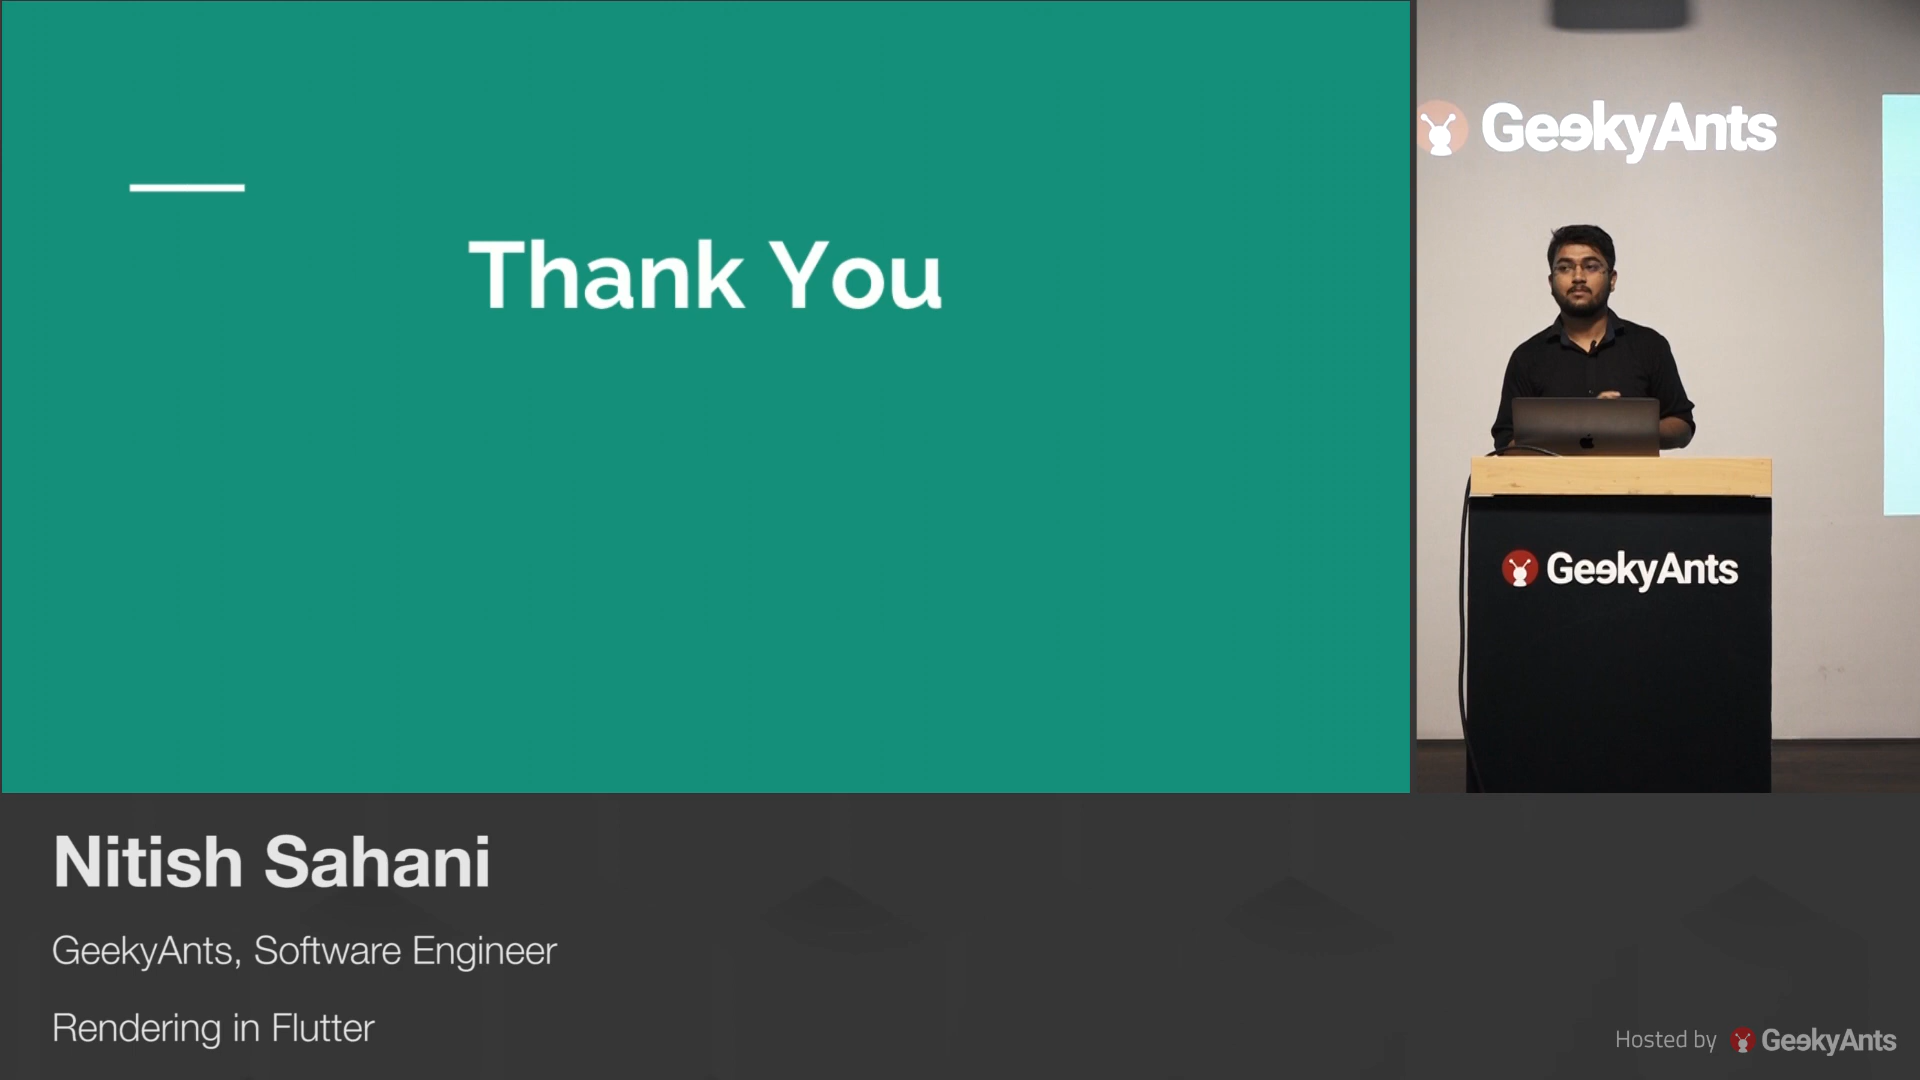 Thank You
GeekyAnts
GeekyAnts
Nitish Sahani
GeekyAnts, Software Engineer
Rendering in Flutter
Hosted by GeekyAnts